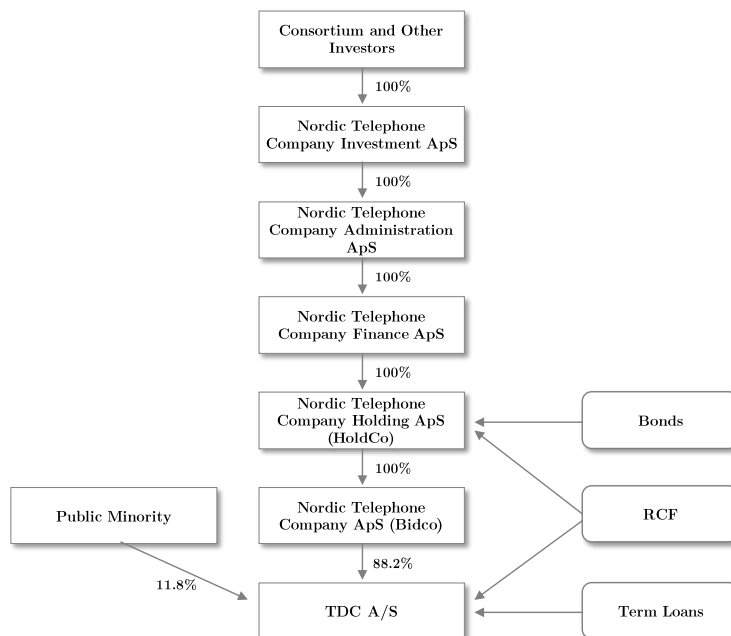 Consortium and Other
Investors
100%
Nordic Telephone
Company Investment ApS
100%
Nordic Telephone
Company Administration
ApS
100%
Nordic Telephone
Company Finance ApS
100%
Nordic Telephone
Company Holding ApS
(HoldCo)
Bonds
100%
Public Minority
Nordic Telephone
Company ApS (Bidco)
RCF
88.2%
11.8%
TDC A/S
Term Loans